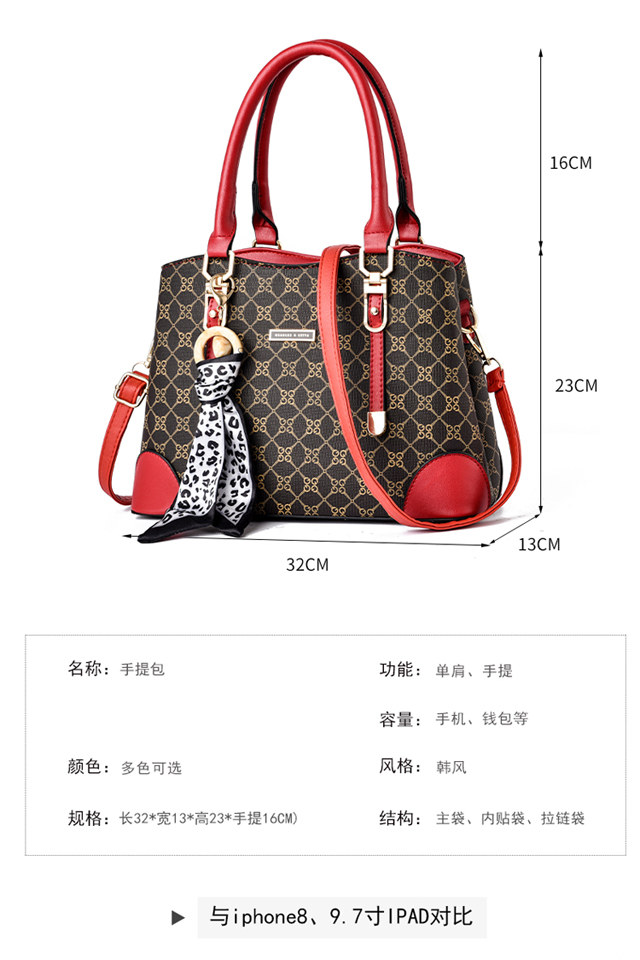 16CM
23CM
13CM
32CM
名称：手提包
功能：单肩、手提
容量：手机、钱包等
颜色：多色可选
风格：韩风
规格：长32*宽13*高23*手提16CM)
结构：主袋、内贴袋、拉链袋
与iphone8、9.7寸IPAD对比